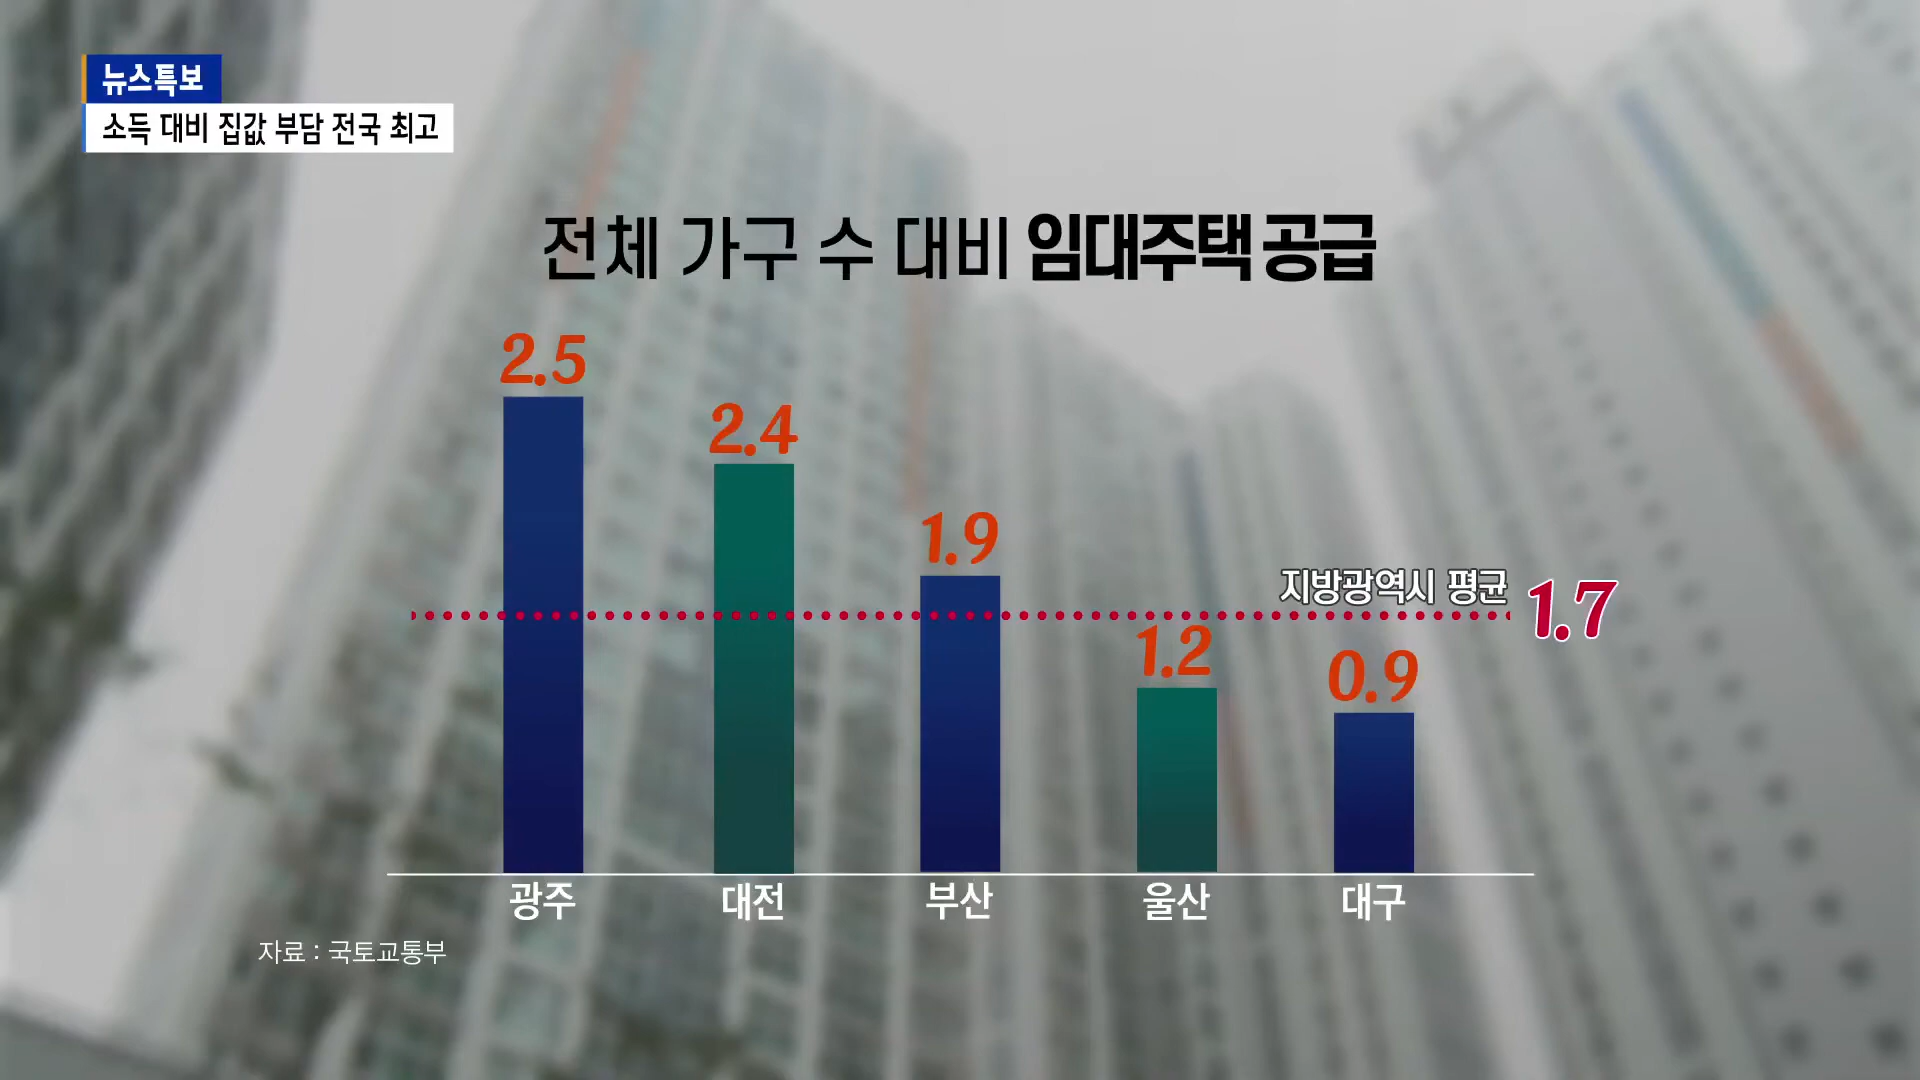 뉴스특보
소득 대비 집값 부담 전국 최고
전체 가구 수 대비 임대주택 공급
2.5
2.4
1.9
지방광역시 평균 1.7
1.2
0.9
광주 대전 부산 울산 대구
자료 : 국토교통부